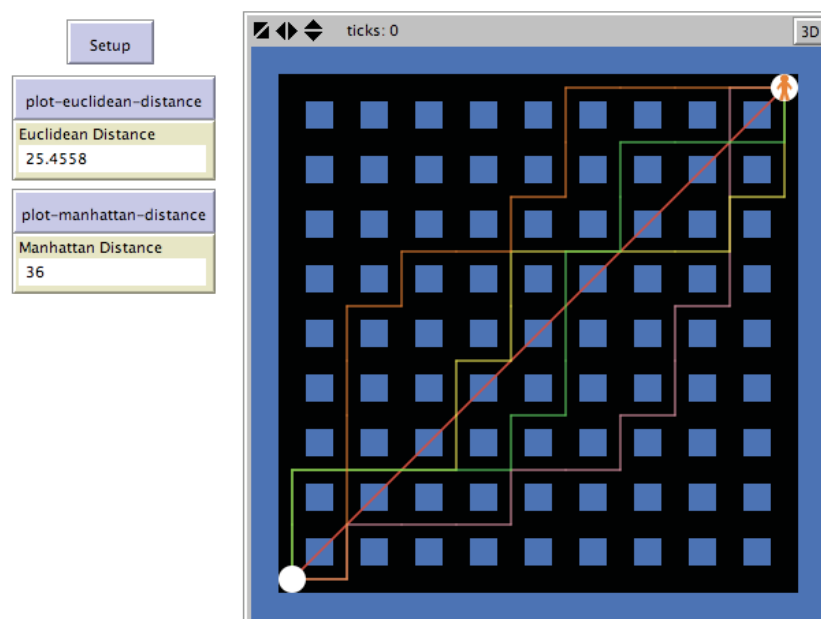 Setup
plot-euclidean-distance
Euclidean Distance
25.4558
plot-manhattan-distance
Manhattan Distance
36
ticks: 0
3D